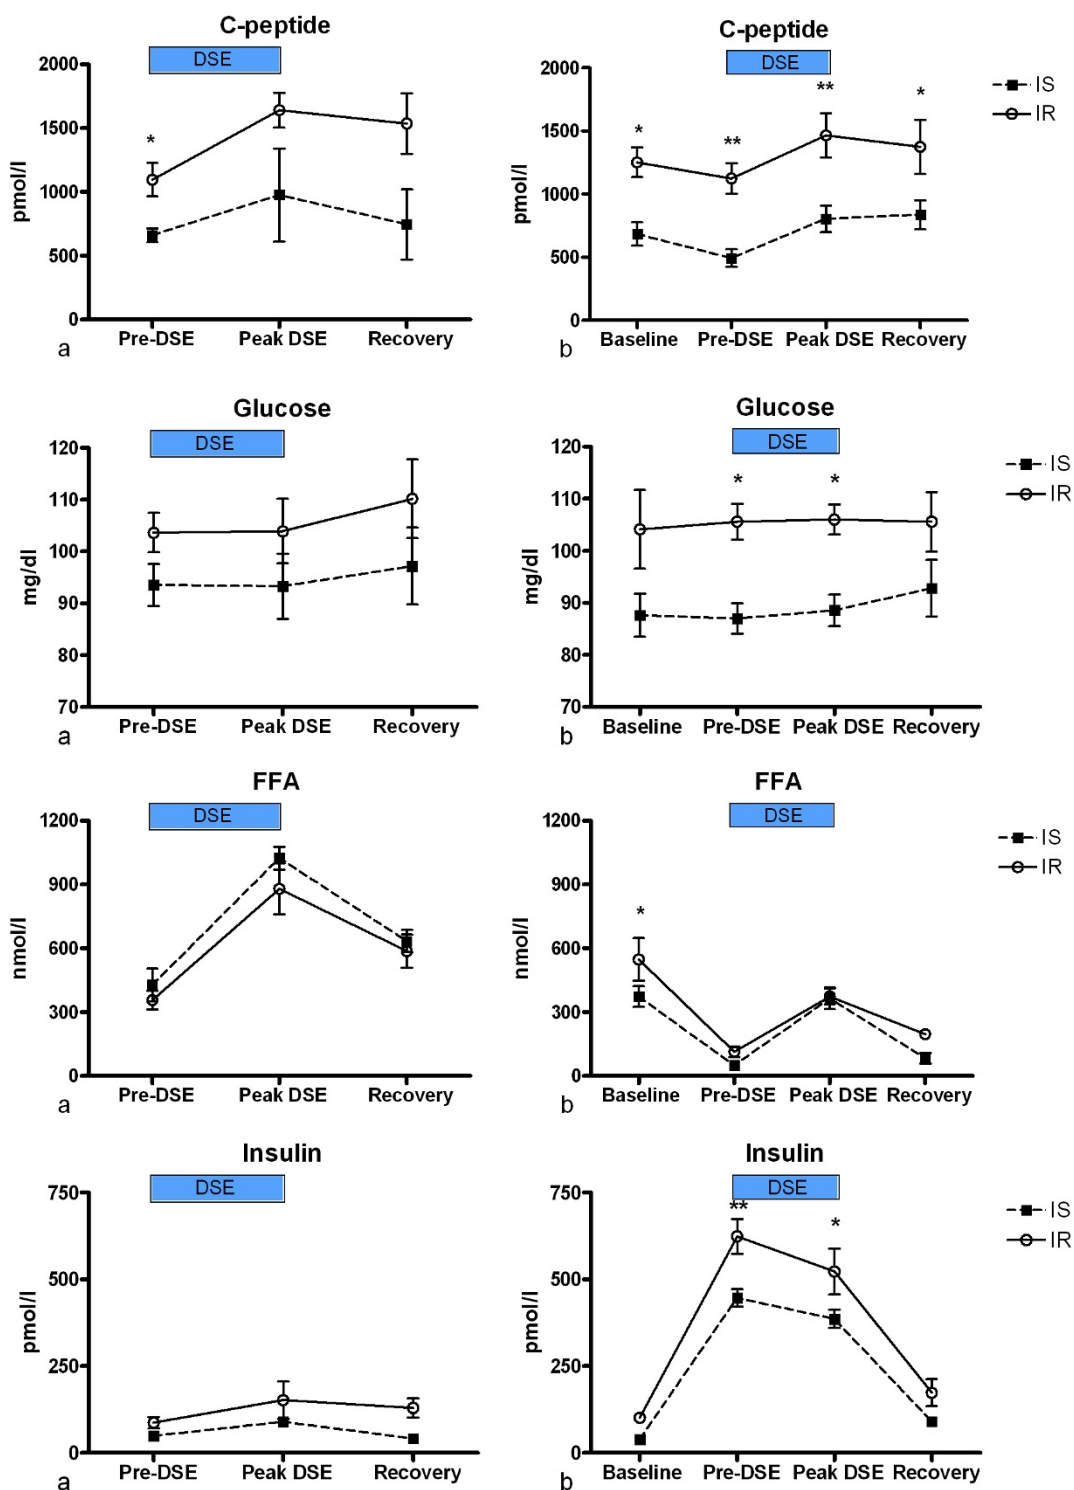 C-peptide
DSE
2000
1500
1000
500
0
pmol/l
*
Pre-DSE Peak DSE Recovery
a
C-peptide
DSE
2000
1500
1000
500
0
pmol/l
* ** ** *
Baseline Pre-DSE Peak DSE Recovery
b
IS
IR
Glucose
DSE
120
110
100
90
80
70
mg/dl
Pre-DSE Peak DSE Recovery
a
Glucose
DSE
120
110
100
90
80
70
mg/dl
* *
Baseline Pre-DSE Peak DSE Recovery
b
IS
IR
FFA
DSE
1200
900
600
300
0
nmol/l
Pre-DSE Peak DSE Recovery
a
FFA
DSE
1200
900
600
300
0
nmol/l
*
Baseline Pre-DSE Peak DSE Recovery
b
IS
IR
Insulin
DSE
750
500
250
0
pmol/l
Pre-DSE Peak DSE Recovery
a
Insulin
DSE
750
500
250
0
pmol/l
** *
Baseline Pre-DSE Peak DSE Recovery
b
IS
IR